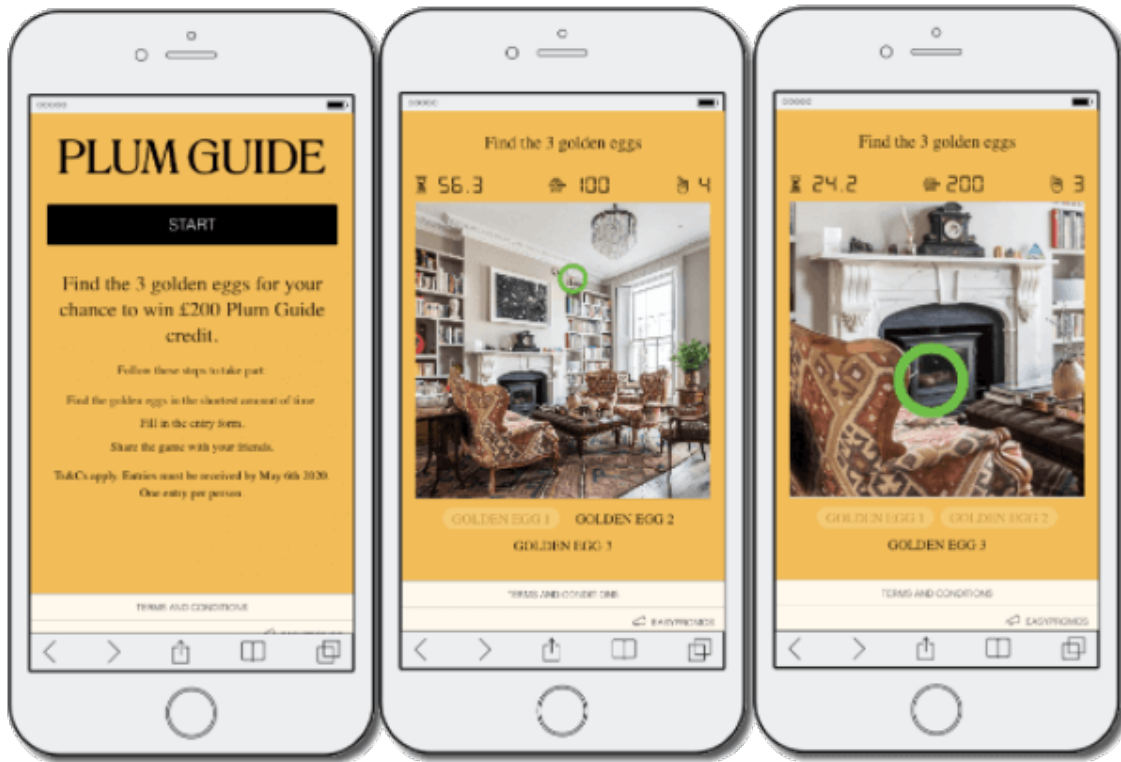 PLUM GUIDE
START
Find the 3 golden eggs for your
chance to win £200 Plum Guide
credit.
Follow these steps to take part:
Find the golden eggs in the shortest amount of time
Fill in the entry form.
Share the game with your friends.
Ts&Cs apply. Entries must be received by May 6th 2020.
One entry per person
TERMS AND CONDITIONS
Find the 3 golden eggs
56.3 100 4
GOLDEN EGG 1 GOLDEN EGG 2
GOLDEN EGG 3
TERMS AND CONDITIONS
EASYPROMOS
Find the 3 golden eggs
24.2 200 3
GOLDEN EGG 1 GOLDEN EGG 2
GOLDEN EGG 3
TERMS AND CONDITIONS
EASYPROMOS